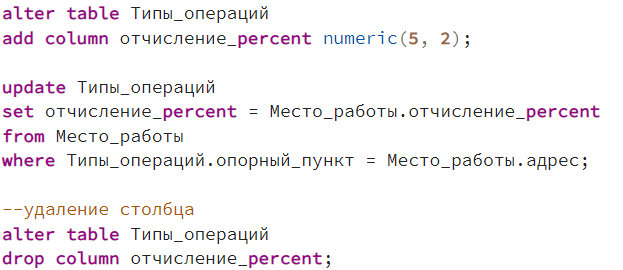 alter table Типы_операций
add column отчисление_percent numeric(5, 2);
update Типы_операций
set отчисление_percent = Место_работы.отчисление_percent
from Место_работы
where Типы_операций.опорный_пункт = Место_работы.адрес;
--удаление столбца
alter table Типы_операций
drop column отчисление_percent;